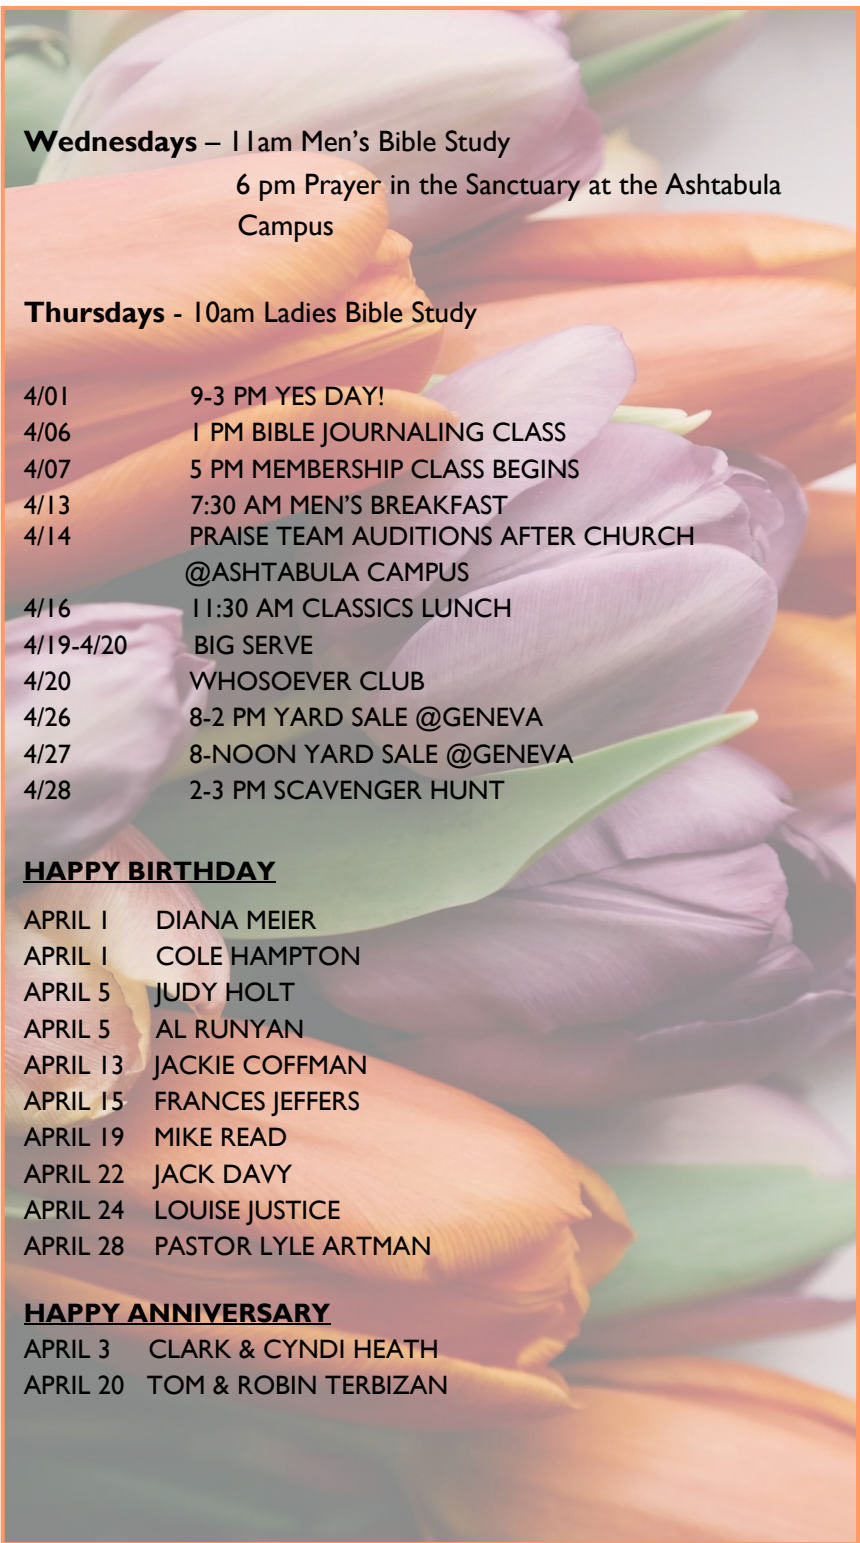 Wednesdays – 11am Men's Bible Study
6 pm Prayer in the Sanctuary at the Ashtabula
Campus
Thursdays - 10am Ladies Bible Study
4/01 9-3 PM YES DAY!
4/06 1 PM BIBLE JOURNALING CLASS
4/07 5 PM MEMBERSHIP CLASS BEGINS
4/13 7:30 AM MEN'S BREAKFAST
4/14 PRAISE TEAM AUDITIONS AFTER CHURCH
@ASHTABULA CAMPUS
4/16 11:30 AM CLASSICS LUNCH
4/19-4/20 BIG SERVE
4/20 WHOSOEVER CLUB
4/26 8-2 PM YARD SALE @GENEVA
4/27 8-NOON YARD SALE @GENEVA
4/28 2-3 PM SCAVENGER HUNT
HAPPY BIRTHDAY
APRIL 1 DIANA MEIER
APRIL 1 COLE HAMPTON
APRIL 5 JUDY HOLT
APRIL 5 AL RUNYAN
APRIL 13 JACKIE COFFMAN
APRIL 15 FRANCES JEFFERS
APRIL 19 MIKE READ
APRIL 22 JACK DAVY
APRIL 24 LOUISE JUSTICE
APRIL 28 PASTOR LYLE ARTMAN
HAPPY ANNIVERSARY
APRIL 3 CLARK & CYNDI HEATH
APRIL 20 TOM & ROBIN TERBIZAN